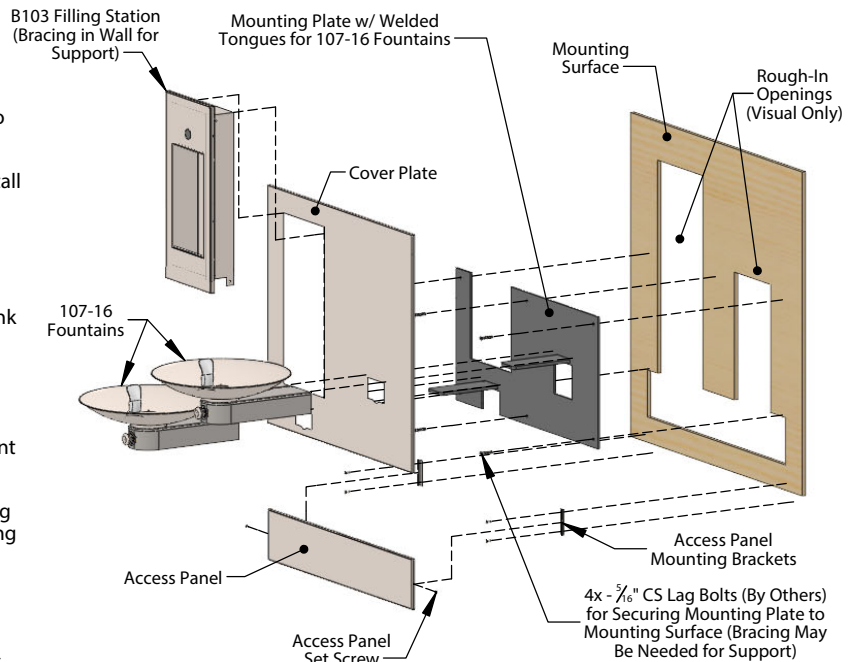 B103 Filling Station
(Bracing in Wall for
Support)
Mounting Plate w/ Welded
Tongues for 107-16 Fountains
Mounting
Surface
Rough-In
Openings
(Visual Only)
Cover Plate
107-16
Fountains
Access Panel
Access Panel
Set Screw
Access Panel
Mounting Brackets
4x - 5⁄16" CS Lag Bolts (By Others)
for Securing Mounting Plate to
Mounting Surface (Bracing May
Be Needed for Support)